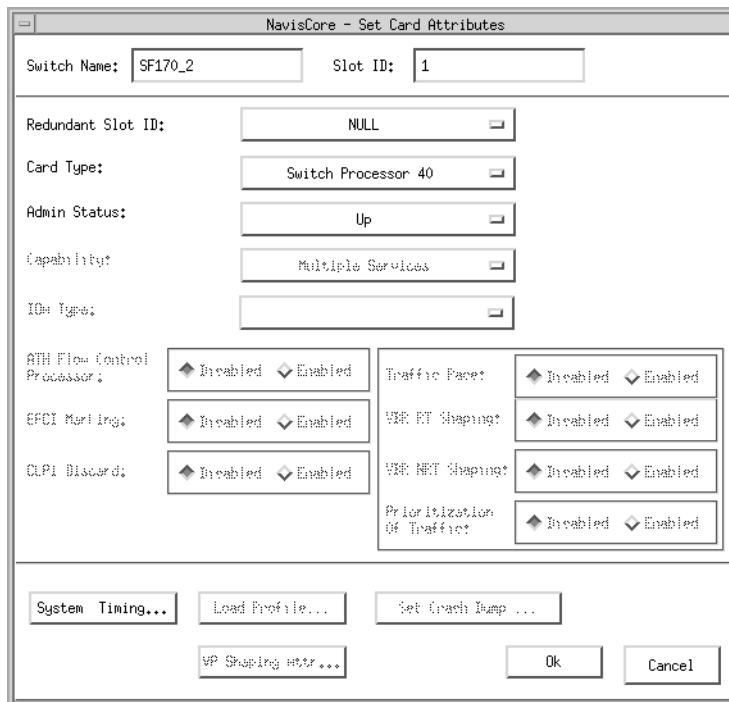 NavisCore - Set Card Attributes
Switch Name: SF170_2 Slot ID: 1
Redundant Slot ID: NULL
Card Type: Switch Processor 40
Admin Status: Up
Capability: Multiple Services
IOM Type:
ATM Flow Control
Processor: Disabled Enabled
Traffic Pacer: Disabled Enabled
EFCI Marking: Disabled Enabled
VBR RT Shaping: Disabled Enabled
CLP1 Discard: Disabled Enabled
VBR NRT Shaping: Disabled Enabled
Prioritization
Of Traffic: Disabled Enabled
System Timing... Load Profile... Set Crash Dump ...
VP Shaping Attr... Ok Cancel